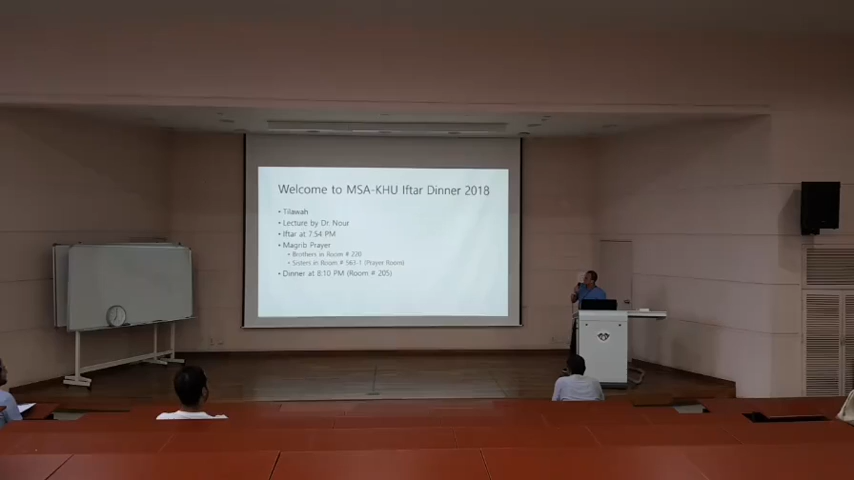 Welcome to MSA-KHU Iftar Dinner 2018
• Tilawah
• Lecture by Dr. Nour
• Iftar at 7:54 PM
• Magrib Prayer
• Brothers in Room # 220
• Sisters in Room # 563-1 (Prayer Room)
• Dinner at 8:10 PM (Room # 205)